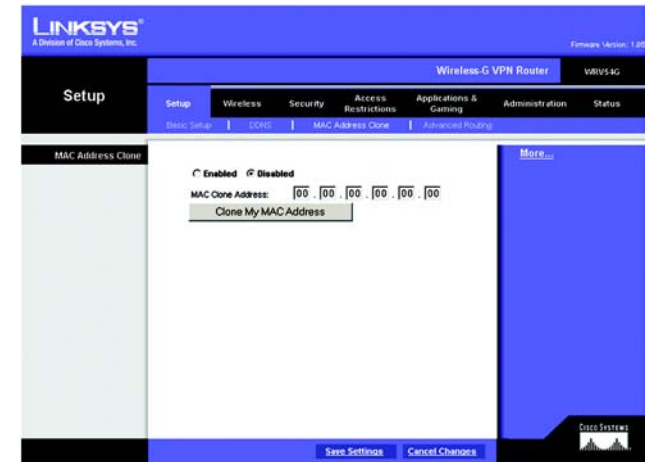 LINKSYS®
A Division of Cisco Systems, Inc.
Firmware Version: 1.05
Wireless-G VPN Router WRV54G
Setup
Setup Wireless Security Access Restrictions Applications & Gaming Administration Status
Basic Setup | DDNS | MAC Address Clone | Advanced Routing
MAC Address Clone
More...
Enabled Disabled
MAC Clone Address: 00 . 00 . 00 . 00 . 00 . 00
Clone My MAC Address
CISCO SYSTEMS
Save Settings Cancel Changes